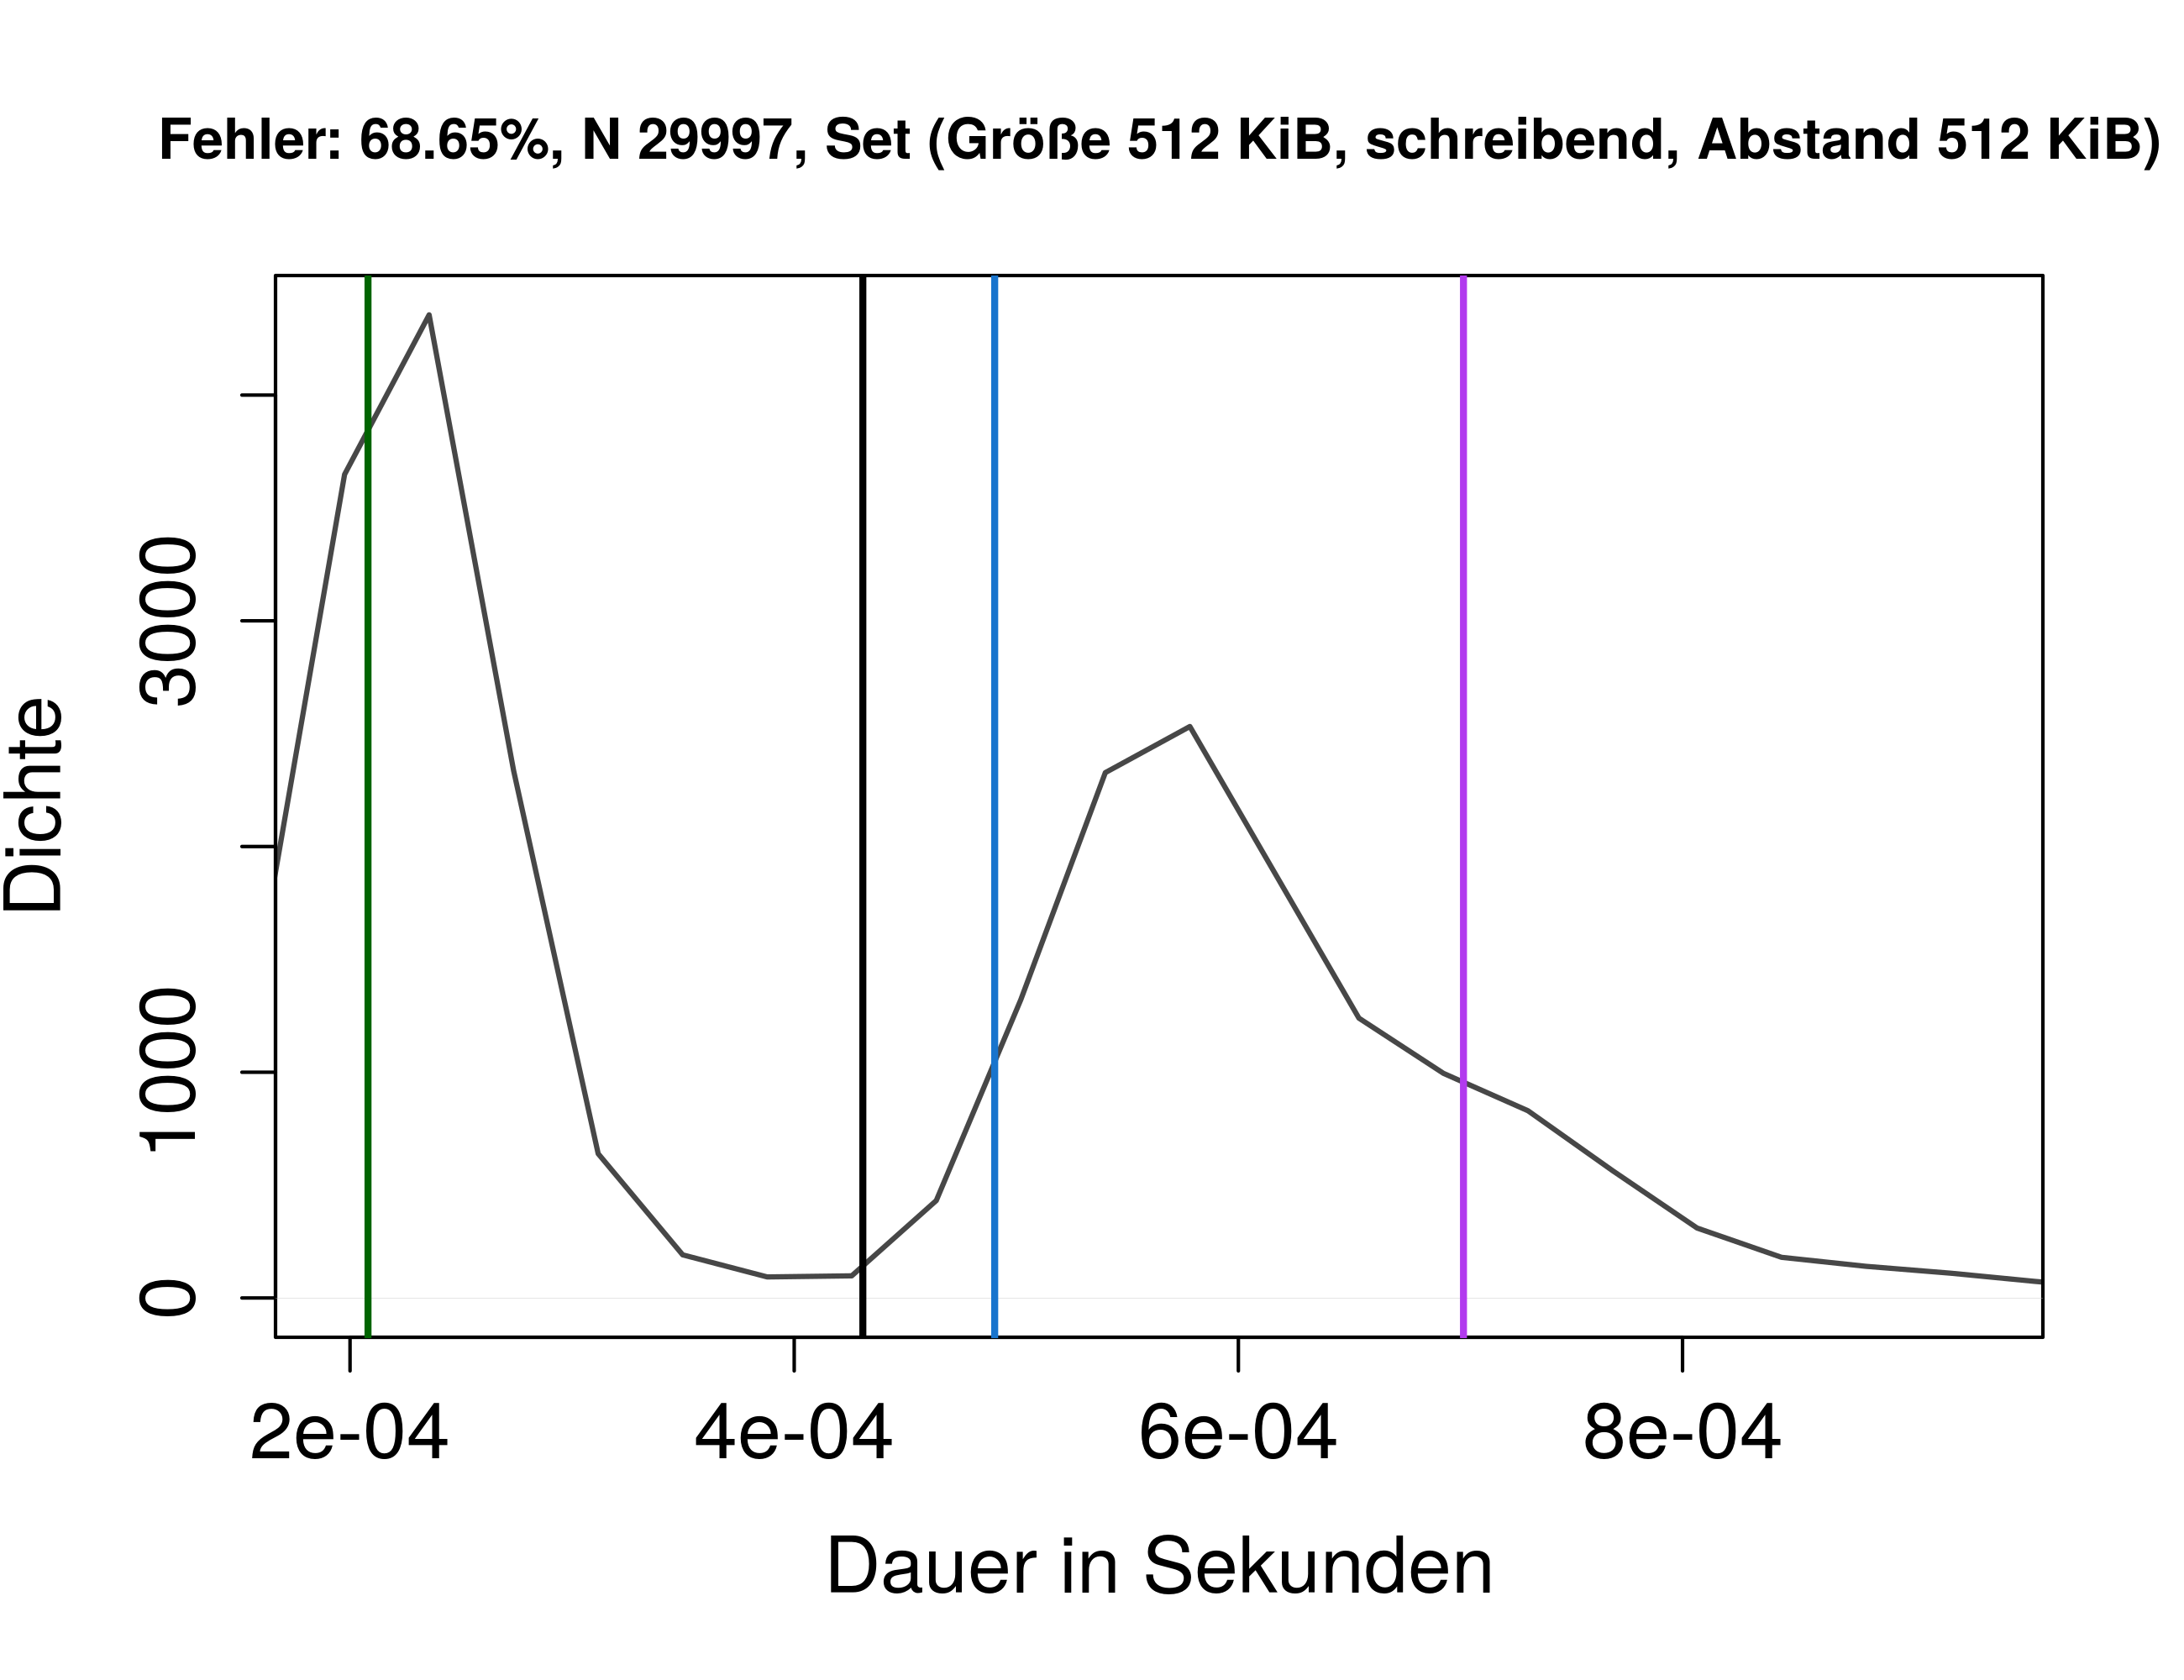 Fehler: 68.65%, N 29997, Set (Größe 512 KiB, schreibend, Abstand 512 KiB)
Dichte
3000
1000
0
2e-04 4e-04 6e-04 8e-04
Dauer in Sekunden